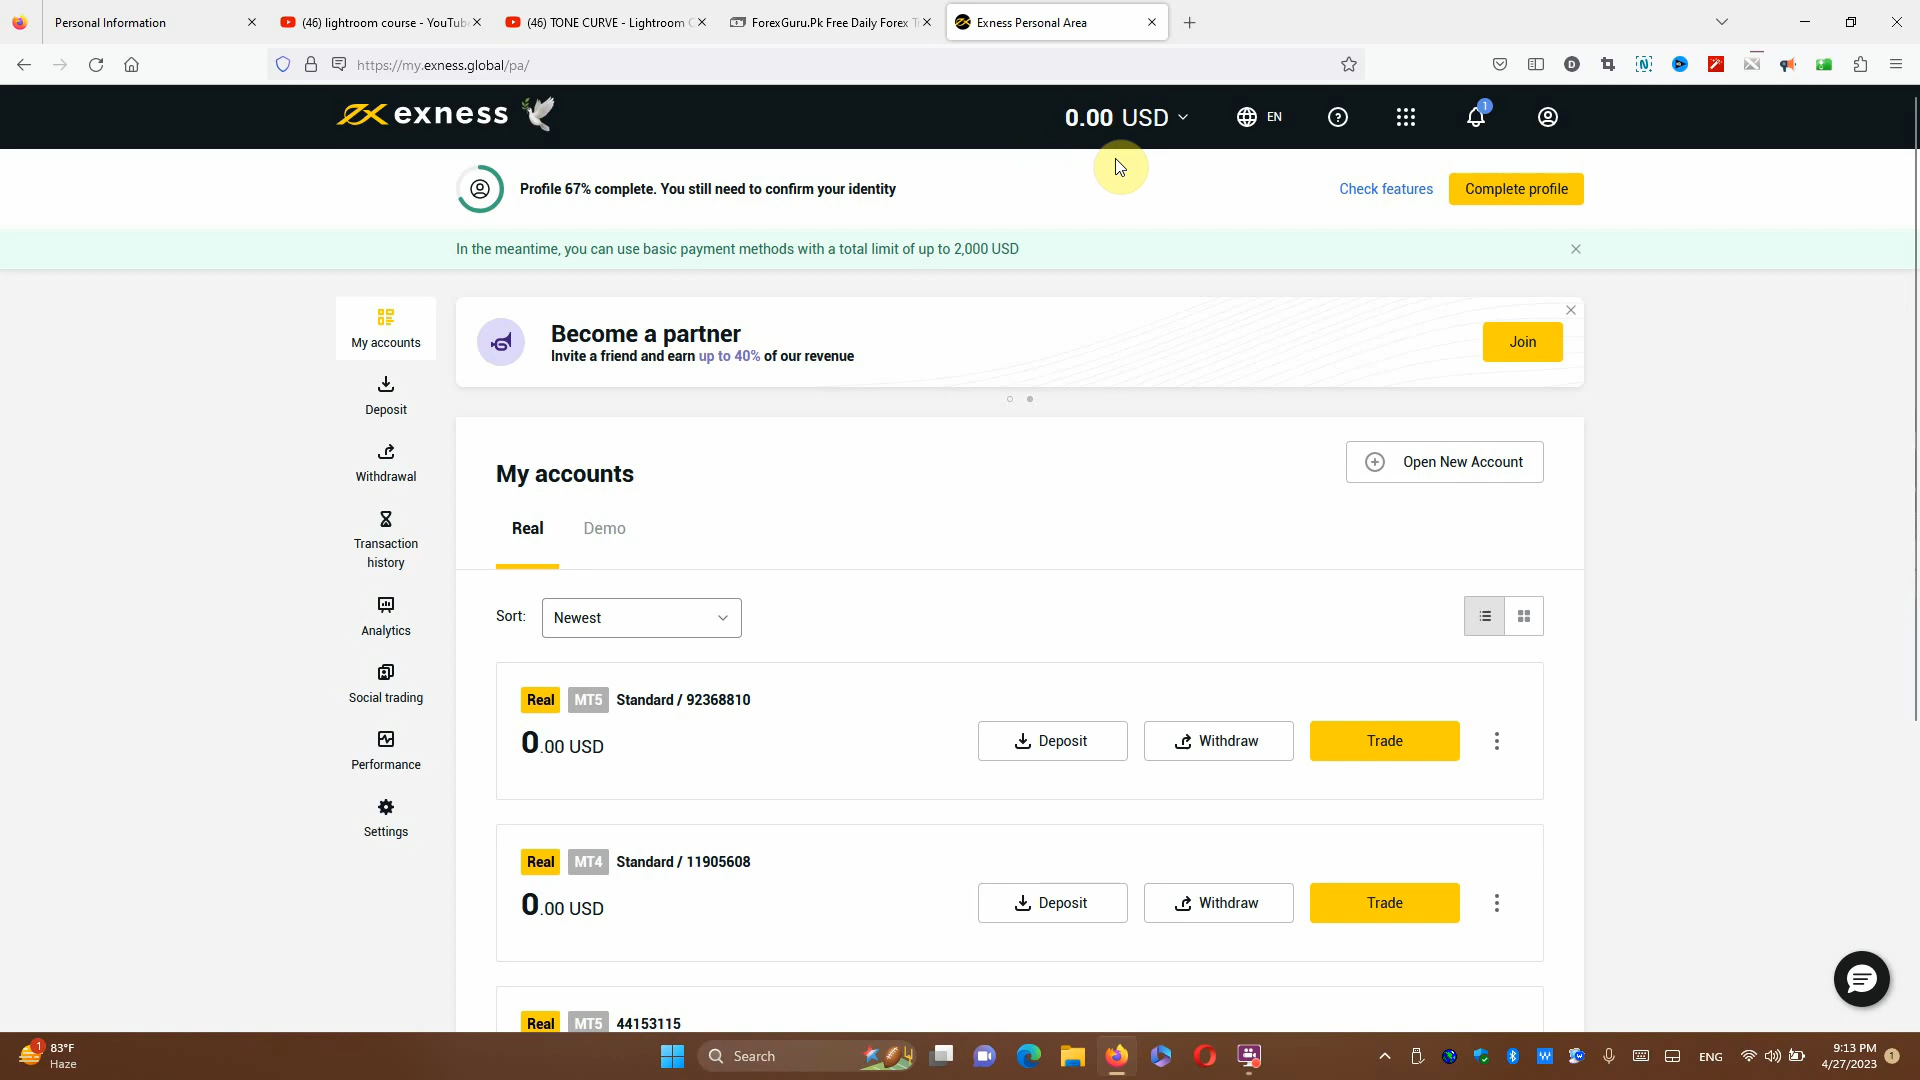 Personal Information
(46) lightroom course - YouTube
(46) TONE CURVE - Lightroom C
ForexGuru.Pk Free Daily Forex T
Exness Personal Area
https://my.exness.global/pa/
exness
0.00 USD
EN
1
Profile 67% complete. You still need to confirm your identity
Check features
Complete profile
In the meantime, you can use basic payment methods with a total limit of up to 2,000 USD
My accounts
Deposit
Withdrawal
Transaction
history
Analytics
Social trading
Performance
Settings
Become a partner
Invite a friend and earn up to 40% of our revenue
Join
My accounts
Open New Account
Real
Demo
Sort:
Newest
Real MT5 Standard / 92368810
0.00 USD
Deposit
Withdraw
Trade
Real MT4 Standard / 11905608
0.00 USD
Deposit
Withdraw
Trade
Real MT5 44153115
1
83°F
Haze
Search
ENG
9:13 PM
4/27/2023
1